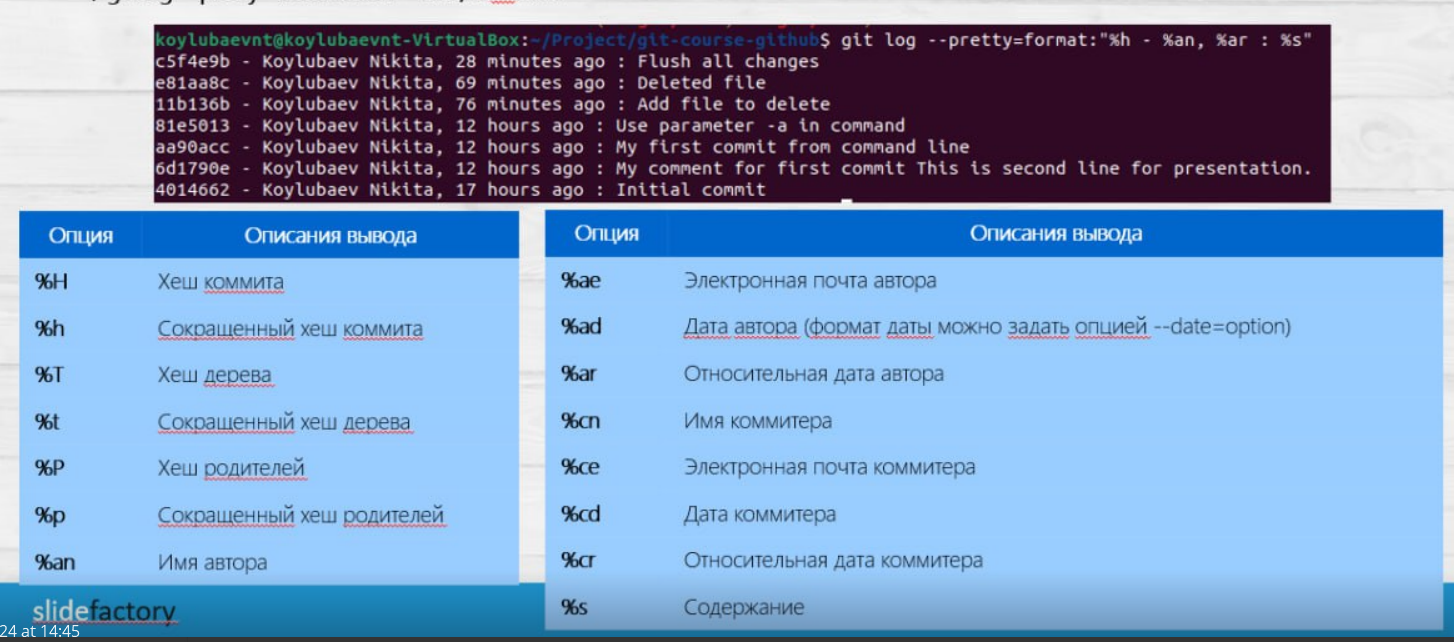 koylubaevnt@koylubaevnt-VirtualBox:~/Project/git-course-github$ git log --pretty=format:"%h - %an, %ar : %s"
c5f4e9b - Koylubaev Nikita, 28 minutes ago : Flush all changes
e81aa8c - Koylubaev Nikita, 69 minutes ago : Deleted file
11b136b - Koylubaev Nikita, 76 minutes ago : Add file to delete
81e5013 - Koylubaev Nikita, 12 hours ago : Use parameter -a in command
aa90acc - Koylubaev Nikita, 12 hours ago : My first commit from command line
6d1790e - Koylubaev Nikita, 12 hours ago : My comment for first commit This is second line for presentation.
4014662 - Koylubaev Nikita, 17 hours ago : Initial commit
Опция Описания вывода
%H Хеш коммита
%h Сокращенный хеш коммита
%T Хеш дерева
%t Сокращенный хеш дерева
%P Хеш родителей
%p Сокращенный хеш родителей
%an Имя автора
Опция Описания вывода
%ae Электронная почта автора
%ad Дата автора (формат даты можно задать опцией --date=option)
%ar Относительная дата автора
%cn Имя коммитера
%ce Электронная почта коммитера
%cd Дата коммитера
%cr Относительная дата коммитера
%s Содержание
slidefactory
24 at 14:45